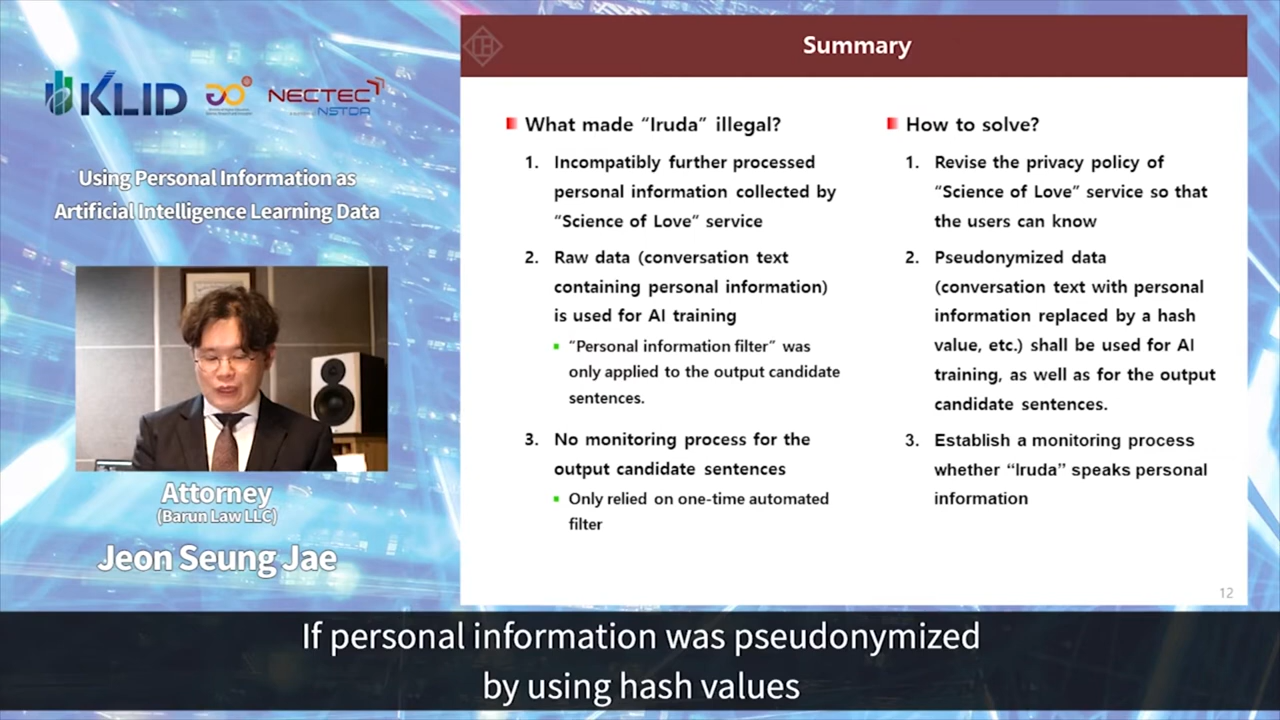 KLID
NECTEC
NSTDA
Using Personal Information as
Artificial Intelligence Learning Data
Attorney
(Barun Law LLC)
Jeon Seung Jae
Summary
What made “Iruda” illegal?
1. Incompatibly further processed
personal information collected by
“Science of Love” service
2. Raw data (conversation text
containing personal information)
is used for AI training
“Personal information filter” was
only applied to the output candidate
sentences.
3. No monitoring process for the
output candidate sentences
Only relied on one-time automated
filter
How to solve?
1. Revise the privacy policy of
“Science of Love” service so that
the users can know
2. Pseudonymized data
(conversation text with personal
information replaced by a hash
value, etc.) shall be used for AI
training, as well as for the output
candidate sentences.
3. Establish a monitoring process
whether “Iruda” speaks personal
information
12
If personal information was pseudonymized
by using hash values